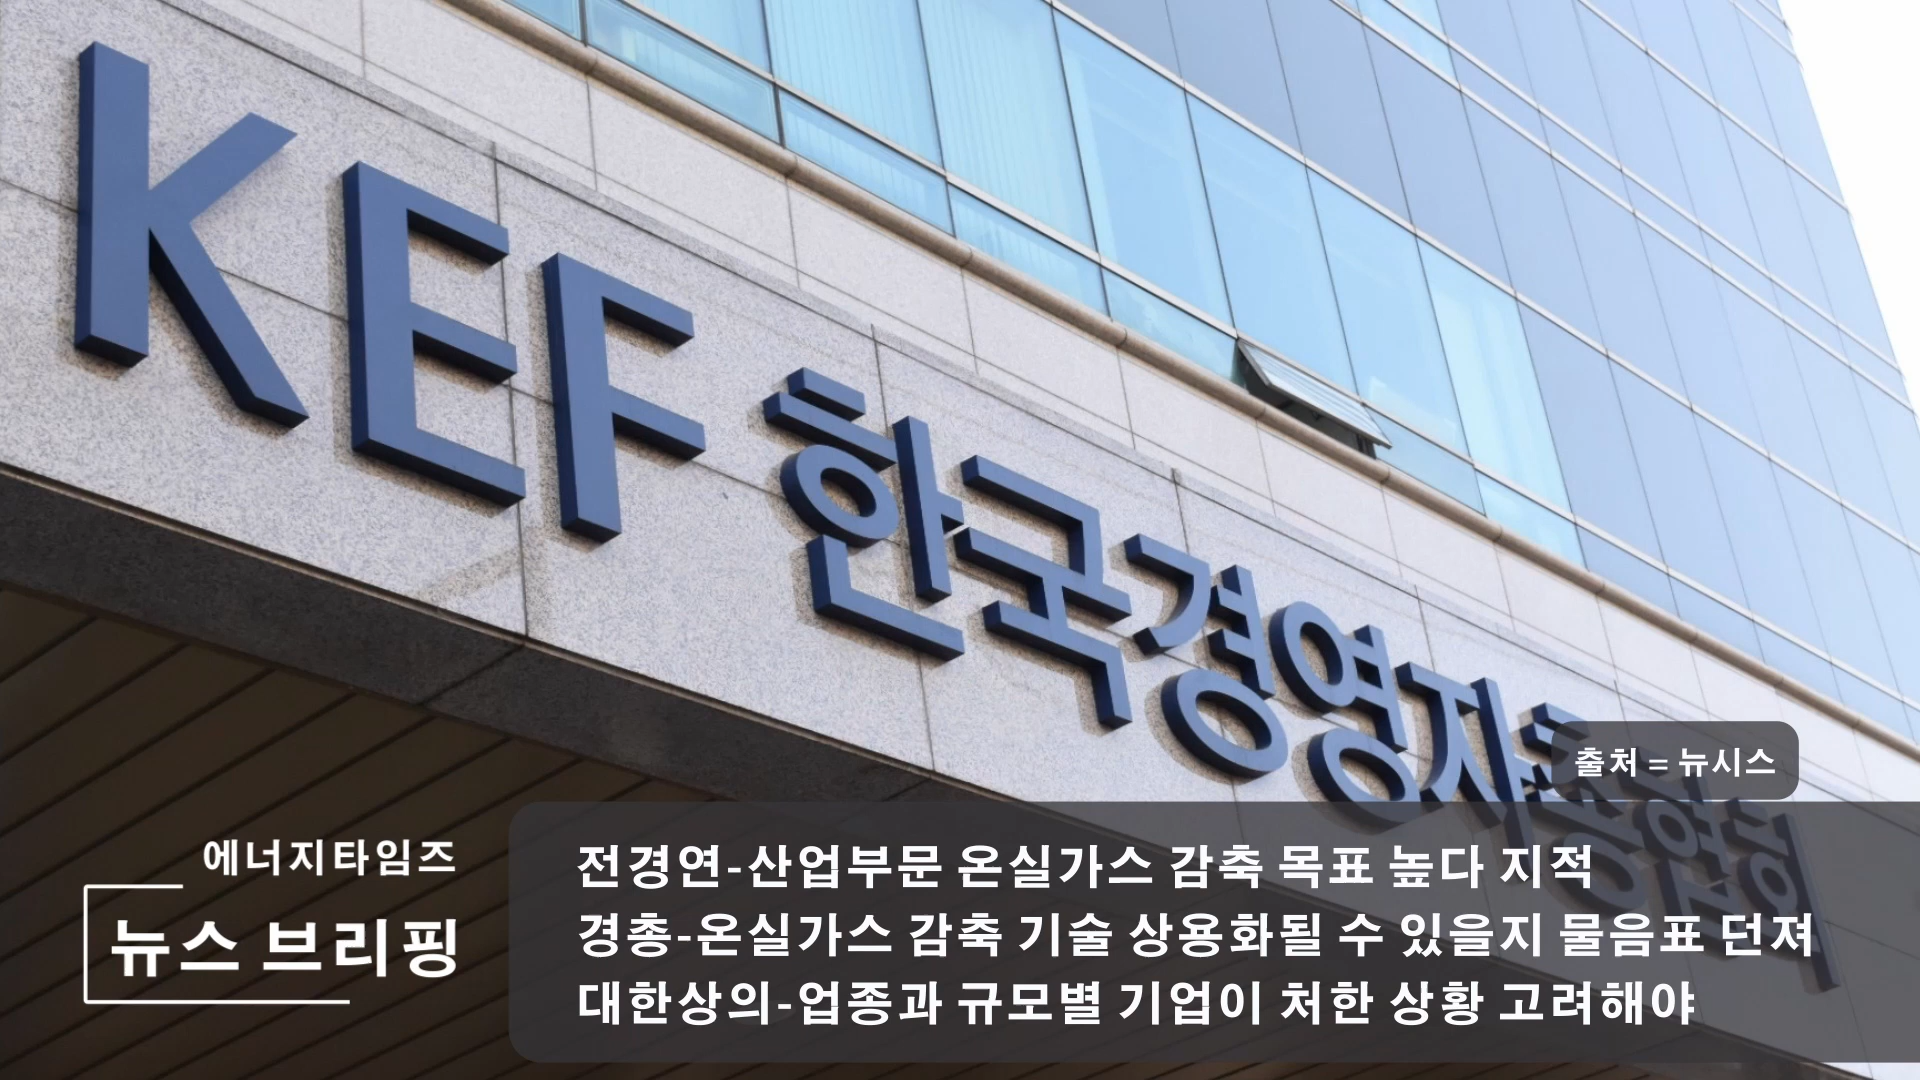 KEF 한국경영자총협회
출처 = 뉴시스
에너지타임즈
뉴스 브리핑
전경연-산업부문 온실가스 감축 목표 높다 지적
경총-온실가스 감축 기술 상용화될 수 있을지 물음표 던져
대한상의-업종과 규모별 기업이 처한 상황 고려해야